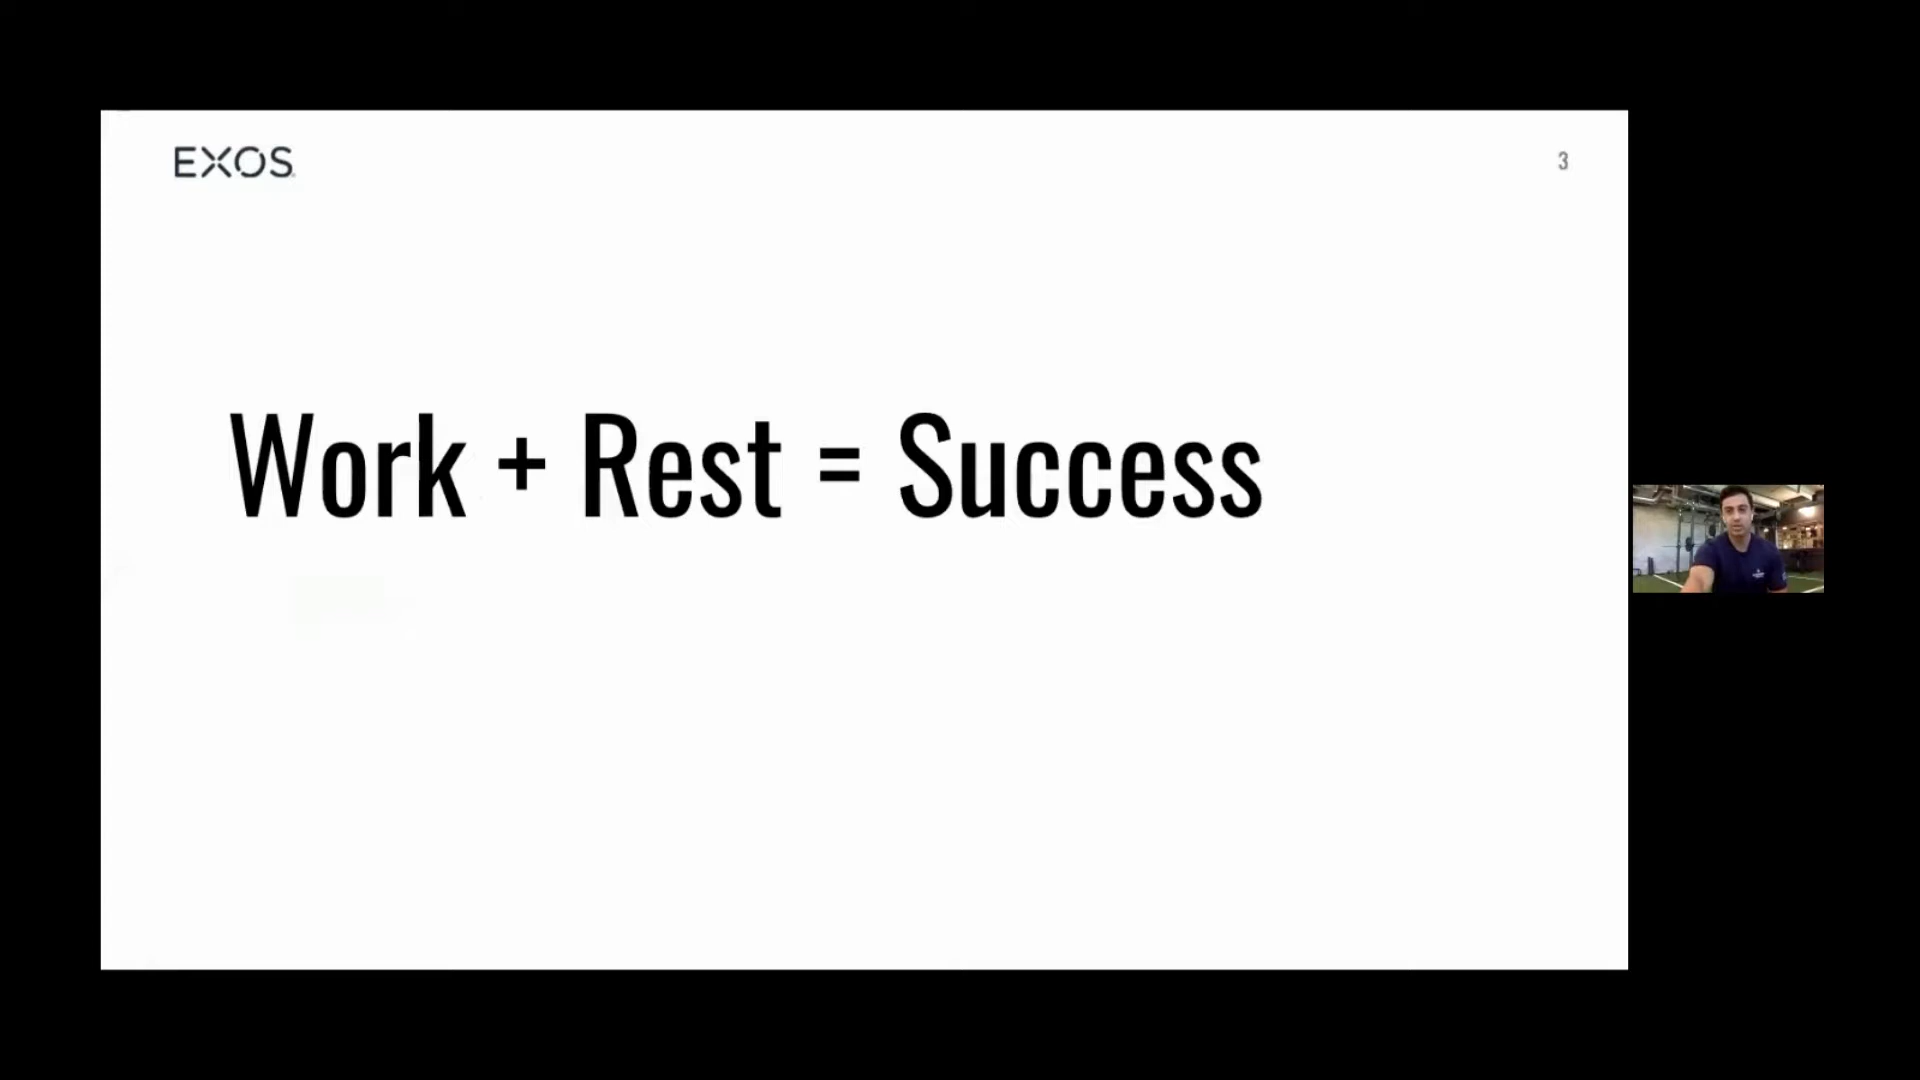 EXOS
3
Work + Rest = Success